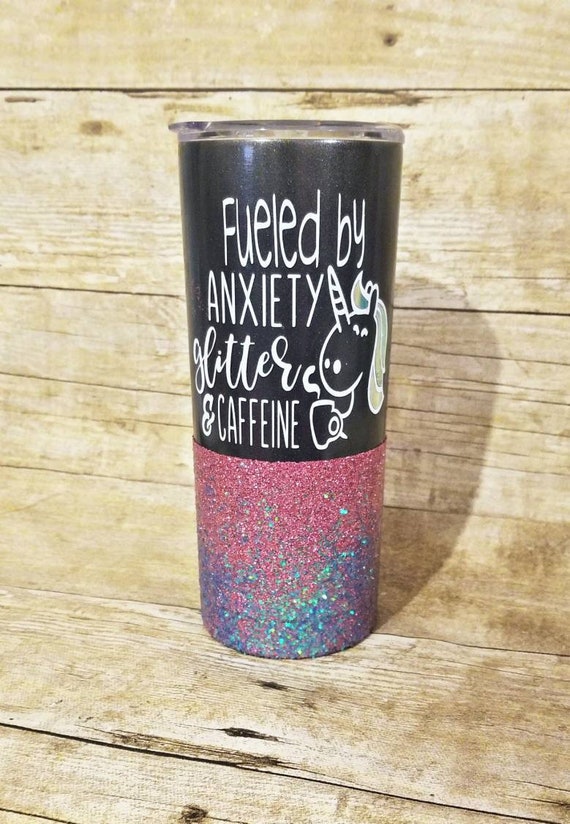 Fueled by
ANXIETY
glitter
& CAFFEINE